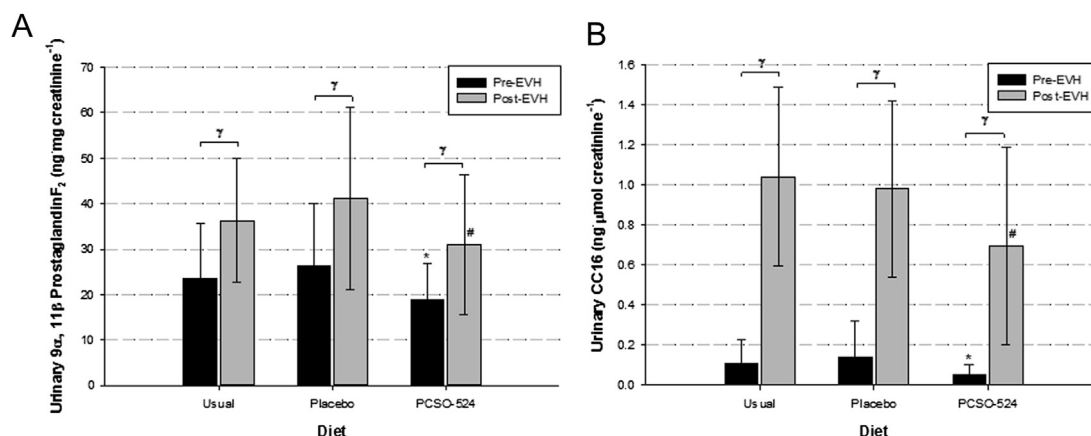 A
Urinary 9α, 11β ProstaglandinF₂ (ng·mg creatinine⁻¹)
70
60
50
40
30
20
10
0
Pre-EVH
Post-EVH
γ
γ
γ
*
#
Usual
Placebo
PCSO-524
Diet
B
Urinary CC16 (ng·µmol creatinine⁻¹)
1.6
1.4
1.2
1.0
0.8
0.6
0.4
0.2
0.0
Pre-EVH
Post-EVH
γ
γ
γ
*
#
Usual
Placebo
PCSO-524
Diet